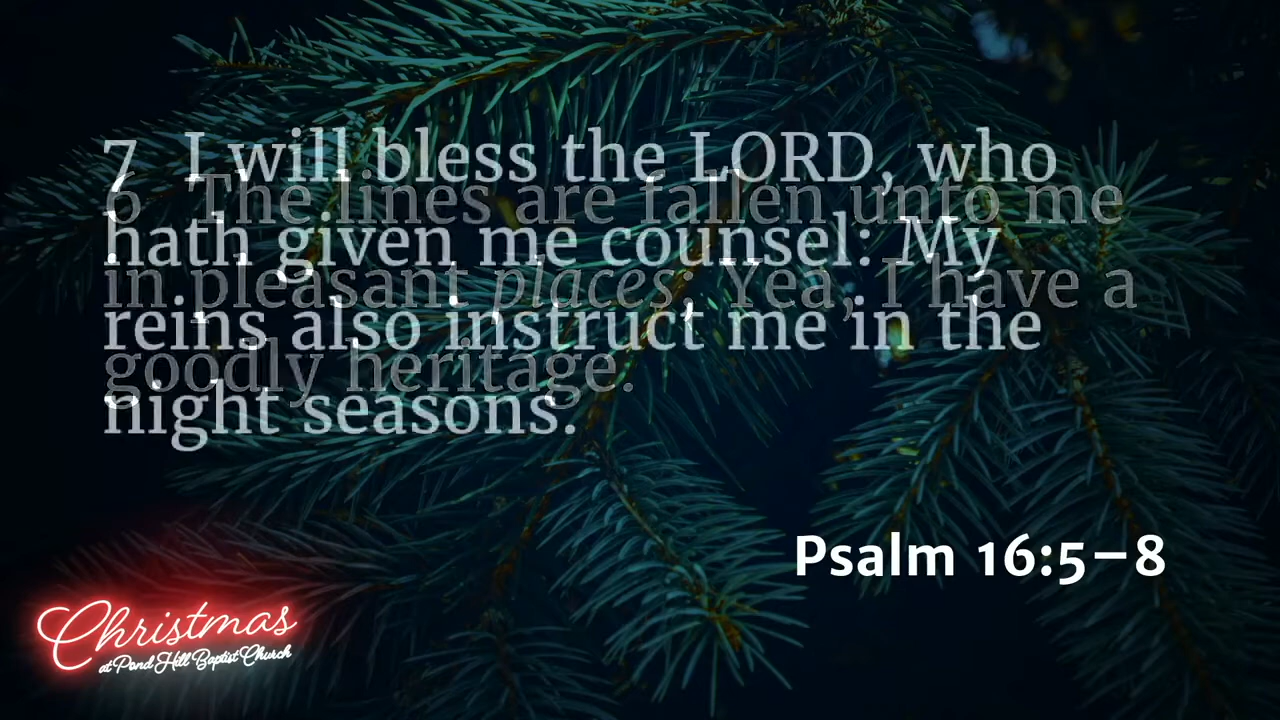 7 I will bless the LORD, who
hath given me counsel: My
reins also instruct me in the
night seasons.
6 The lines are fallen unto me
in pleasant places; Yea, I have a
goodly heritage.
Psalm 16:5–8
Christmas
at Pond Hill Baptist Church